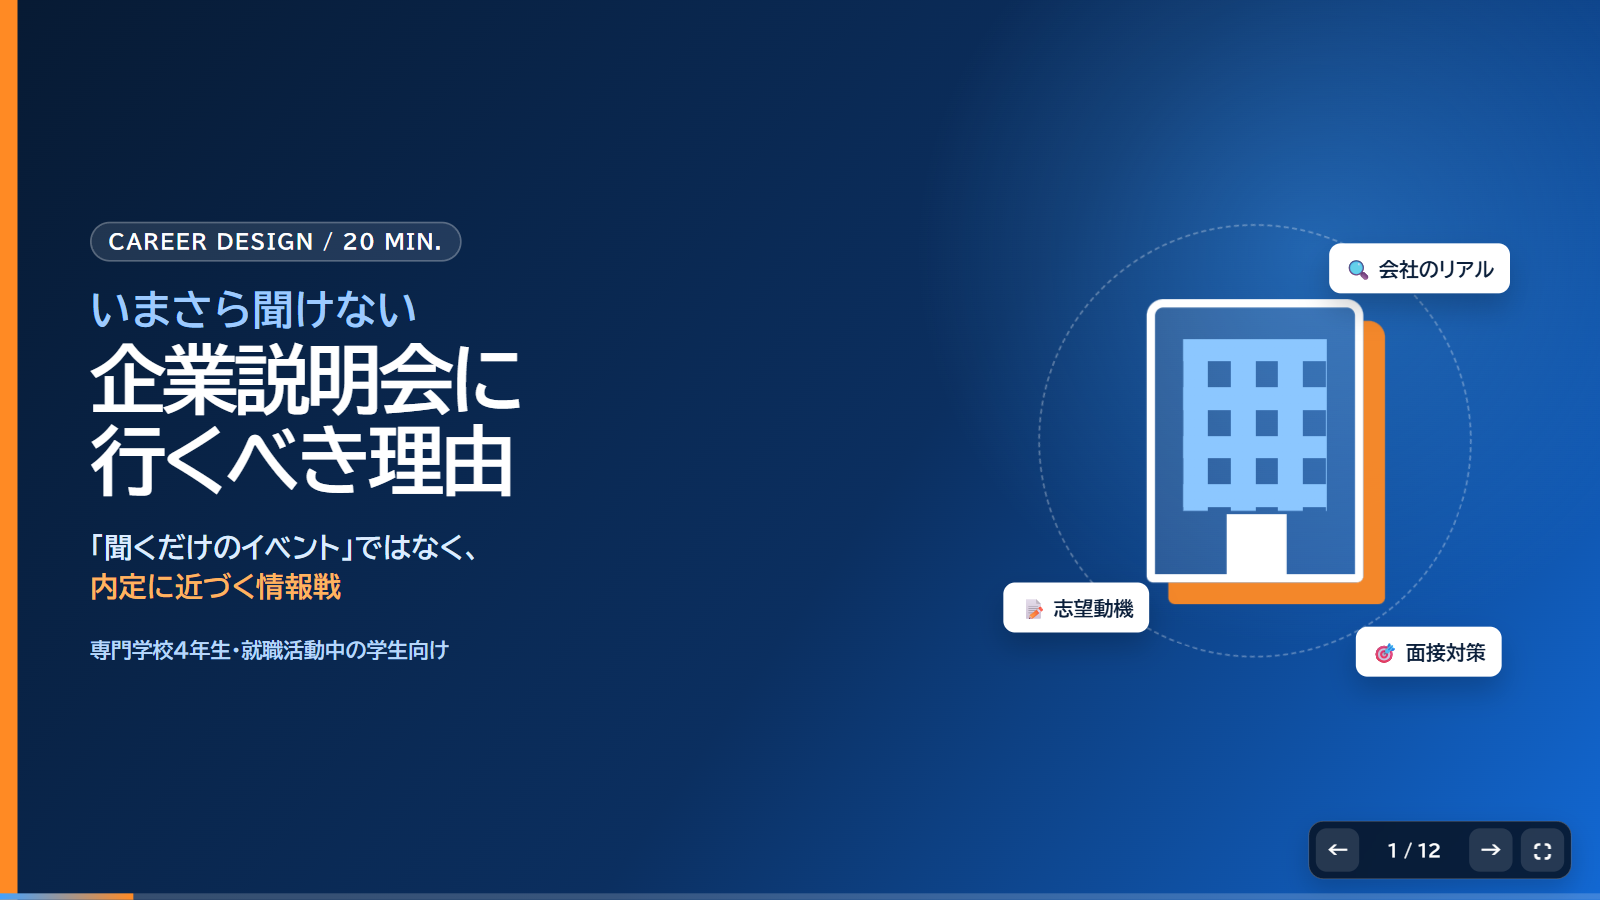 CAREER DESIGN / 20 MIN.
いまさら聞けない
企業説明会に
行くべき理由
「聞くだけのイベント」ではなく、
内定に近づく情報戦
専門学校4年生・就職活動中の学生向け
会社のリアル
志望動機
面接対策
1 / 12